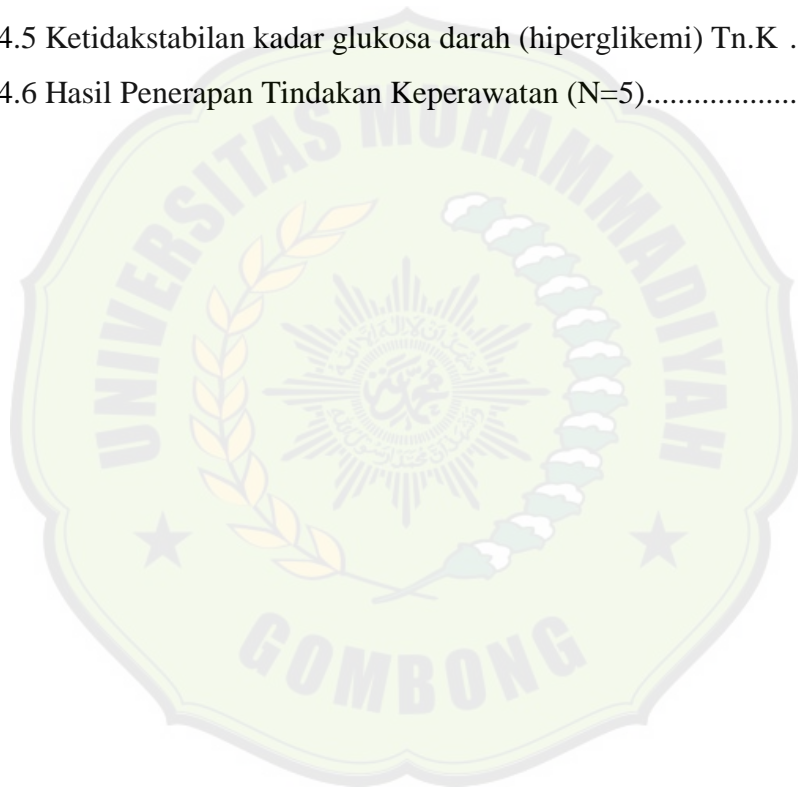 4.5 Ketidakstabilan kadar glukosa darah (hiperglikemi) Tn.K .
4.6 Hasil Penerapan Tindakan Keperawatan (N=5)...................
UNIVERSITAS MUHAMMADIYAH
GOMBONG